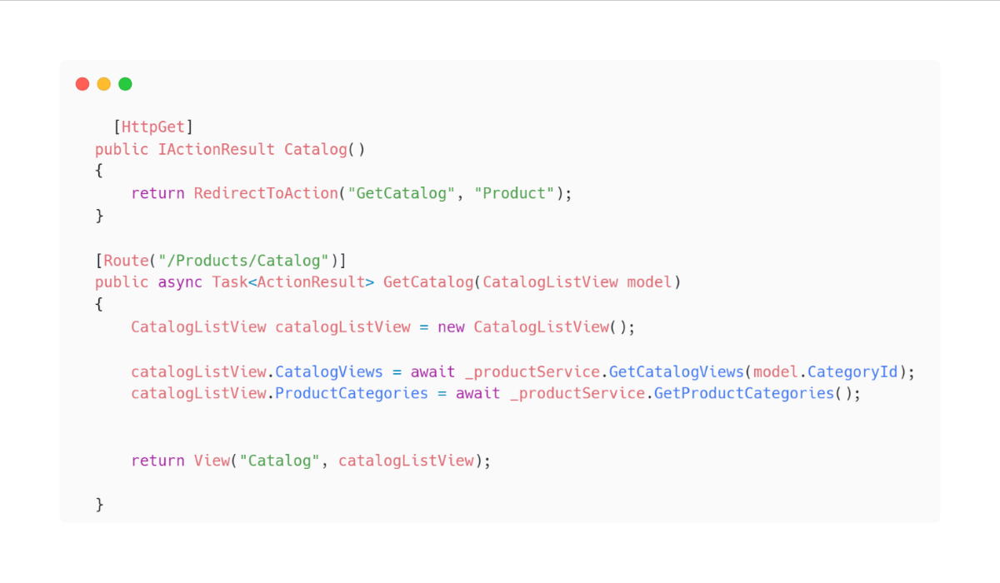 [HttpGet]
public IActionResult Catalog()
{
return RedirectToAction("GetCatalog", "Product");
}
[Route("/Products/Catalog")]
public async Task<ActionResult> GetCatalog(CatalogListView model)
{
CatalogListView catalogListView = new CatalogListView();
catalogListView.CatalogViews = await _productService.GetCatalogViews(model.CategoryId);
catalogListView.ProductCategories = await _productService.GetProductCategories();
return View("Catalog", catalogListView);
}